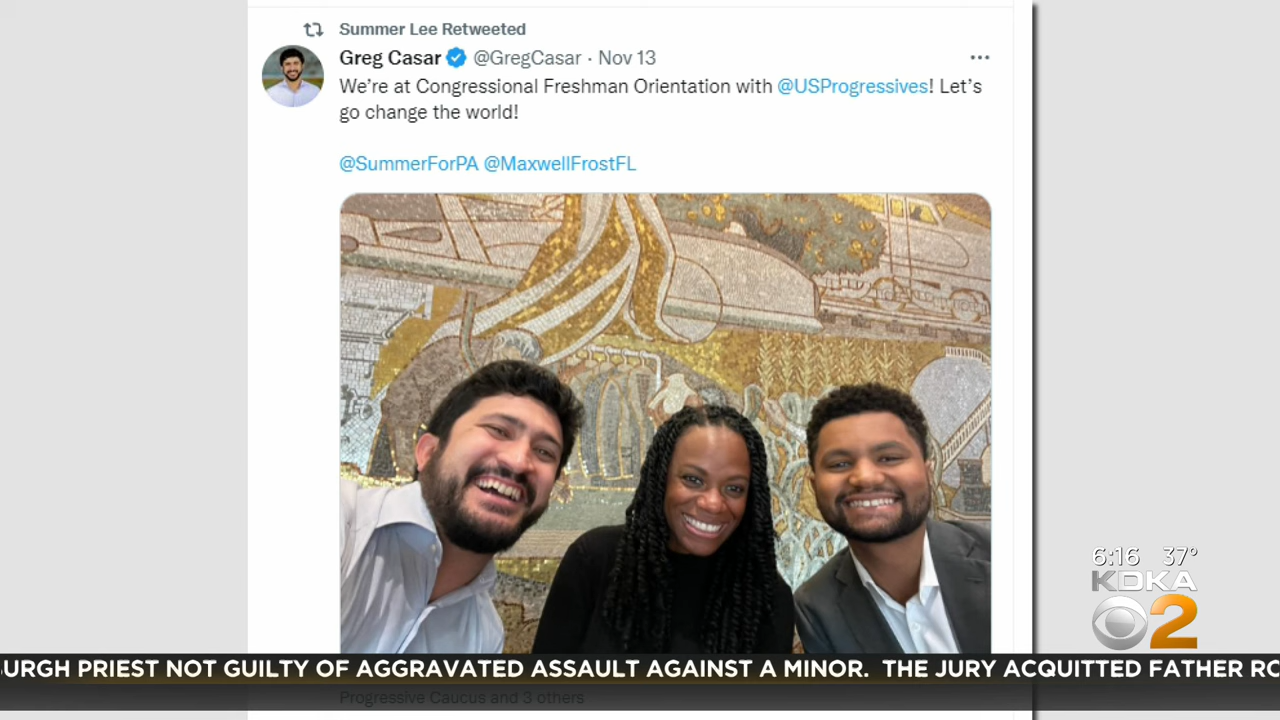 Summer Lee Retweeted
Greg Casar @GregCasar · Nov 13
We're at Congressional Freshman Orientation with @USProgressives! Let's
go change the world!
@SummerForPA @MaxwellFrostFL
6:16 37°
KDKA
2
URGH PRIEST NOT GUILTY OF AGGRAVATED ASSAULT AGAINST A MINOR. THE JURY ACQUITTED FATHER RO
Progressive Caucus and 3 others